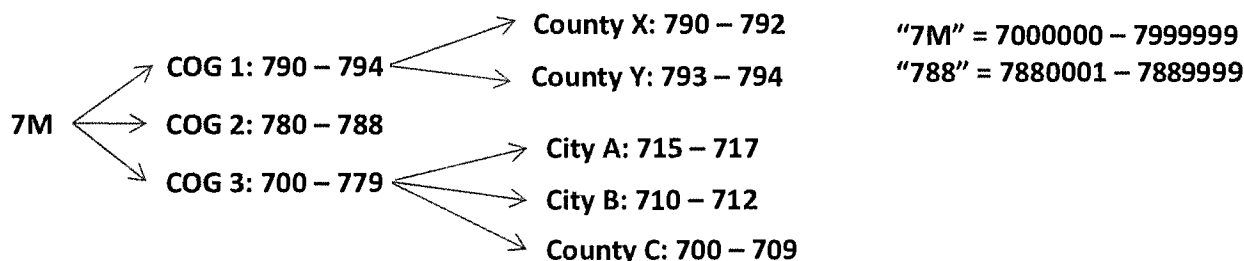 County X: 790 – 792
"7M" = 7000000 – 7999999
COG 1: 790 – 794
County Y: 793 – 794
"788" = 7880001 – 7889999
7M
COG 2: 780 – 788
City A: 715 – 717
COG 3: 700 – 779
City B: 710 – 712
County C: 700 – 709